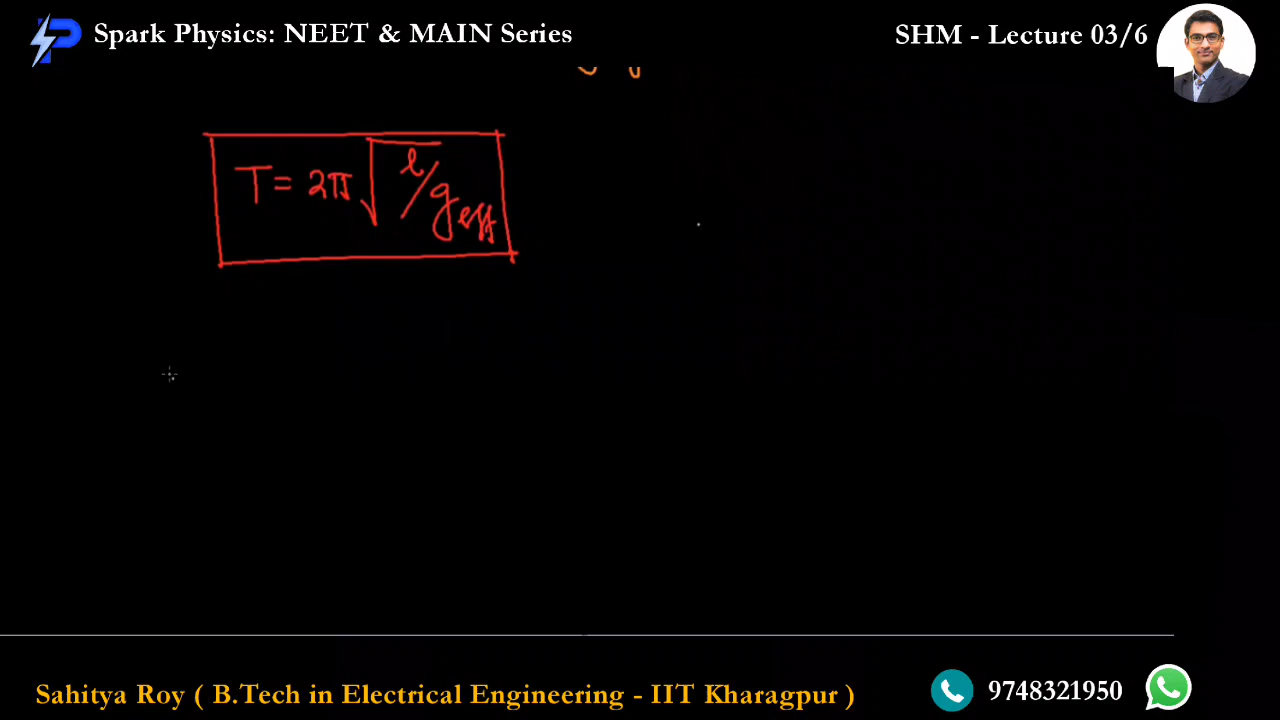 Spark Physics: NEET & MAIN Series
SHM - Lecture 03/6
T = 2π √l/g eff
Sahitya Roy ( B.Tech in Electrical Engineering - IIT Kharagpur )
9748321950